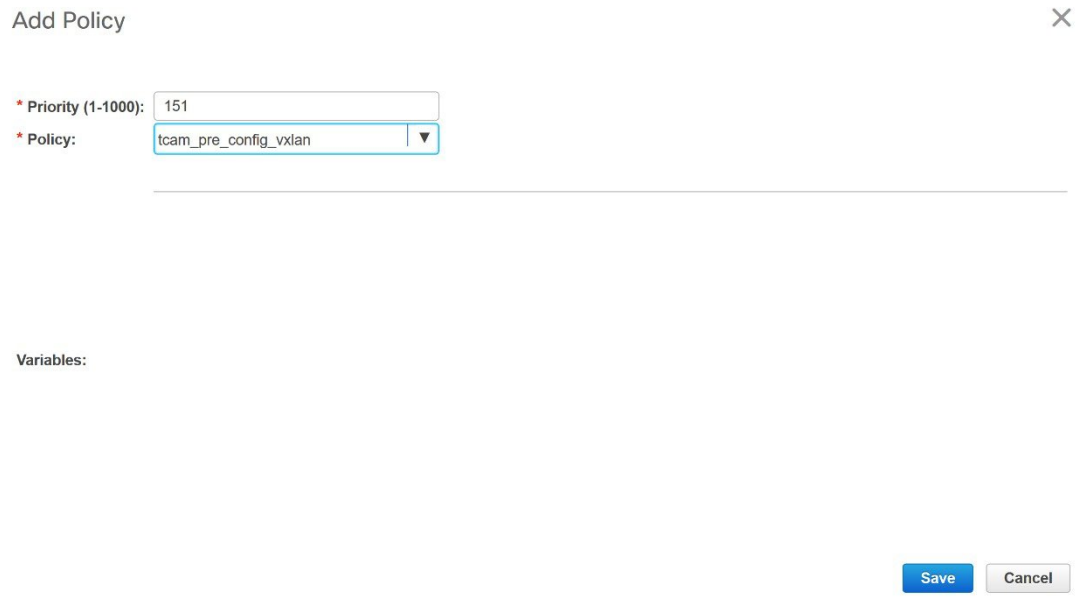 Add Policy
* Priority (1-1000): 151
* Policy: tcam_pre_config_vxlan
Variables:
Save Cancel